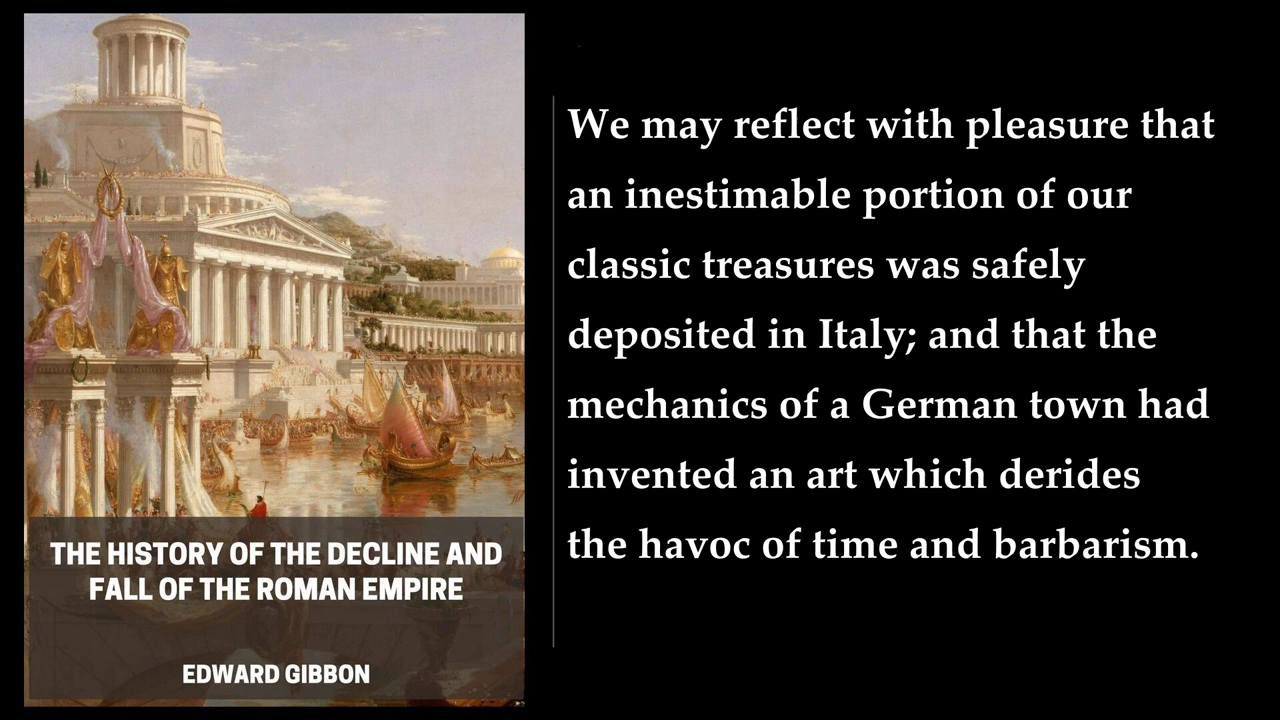 We may reflect with pleasure that
an inestimable portion of our
classic treasures was safely
deposited in Italy; and that the
mechanics of a German town had
invented an art which derides
the havoc of time and barbarism.
THE HISTORY OF THE DECLINE AND
FALL OF THE ROMAN EMPIRE
EDWARD GIBBON